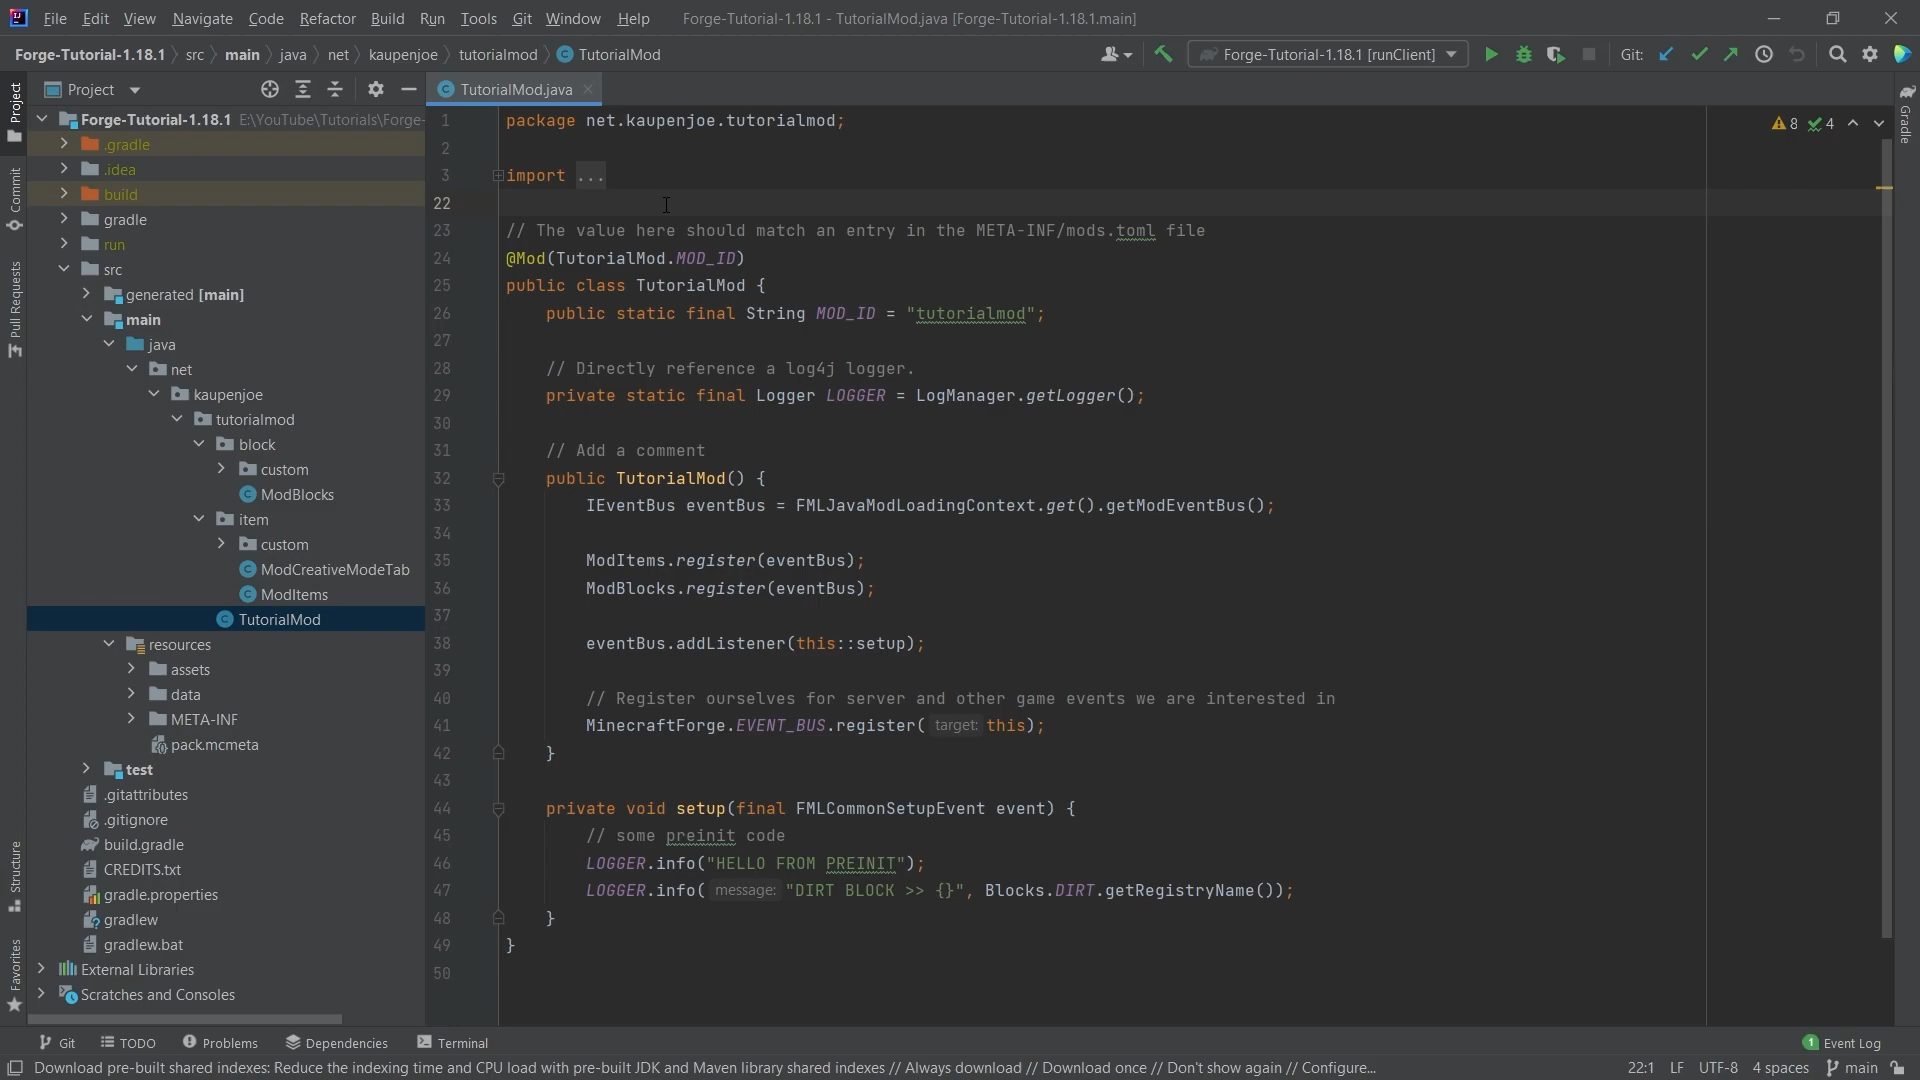 File Edit View Navigate Code Refactor Build Run Tools Git Window Help Forge-Tutorial-1.18.1 - TutorialMod.java [Forge-Tutorial-1.18.1.main]
Forge-Tutorial-1.18.1 src main java net kaupenjoe tutorialmod TutorialMod Forge-Tutorial-1.18.1 [runClient] Git:
Project
Commit
Pull Requests
Structure
Favorites
Project
Forge-Tutorial-1.18.1 E:\YouTube\Tutorials\Forge-
.gradle
.idea
build
gradle
run
src
generated [main]
main
java
net
kaupenjoe
tutorialmod
block
custom
ModBlocks
item
custom
ModCreativeModeTab
ModItems
TutorialMod
resources
assets
data
META-INF
pack.mcmeta
test
.gitattributes
.gitignore
build.gradle
CREDITS.txt
gradle.properties
gradlew
gradlew.bat
External Libraries
Scratches and Consoles
TutorialMod.java
8 4
Gradle
1 package net.kaupenjoe.tutorialmod;
2
3 import ...
22
23 // The value here should match an entry in the META-INF/mods.toml file
24 @Mod(TutorialMod.MOD_ID)
25 public class TutorialMod {
26 public static final String MOD_ID = "tutorialmod";
27
28 // Directly reference a log4j logger.
29 private static final Logger LOGGER = LogManager.getLogger();
30
31 // Add a comment
32 public TutorialMod() {
33 IEventBus eventBus = FMLJavaModLoadingContext.get().getModEventBus();
34
35 ModItems.register(eventBus);
36 ModBlocks.register(eventBus);
37
38 eventBus.addListener(this::setup);
39
40 // Register ourselves for server and other game events we are interested in
41 MinecraftForge.EVENT_BUS.register( target: this);
42 }
43
44 private void setup(final FMLCommonSetupEvent event) {
45 // some preinit code
46 LOGGER.info("HELLO FROM PREINIT");
47 LOGGER.info( message: "DIRT BLOCK >> {}", Blocks.DIRT.getRegistryName());
48 }
49 }
50
Git TODO Problems Dependencies Terminal 1 Event Log
Download pre-built shared indexes: Reduce the indexing time and CPU load with pre-built JDK and Maven library shared indexes // Always download // Download once // Don't show again // Configure... 22:1 LF UTF-8 4 spaces main